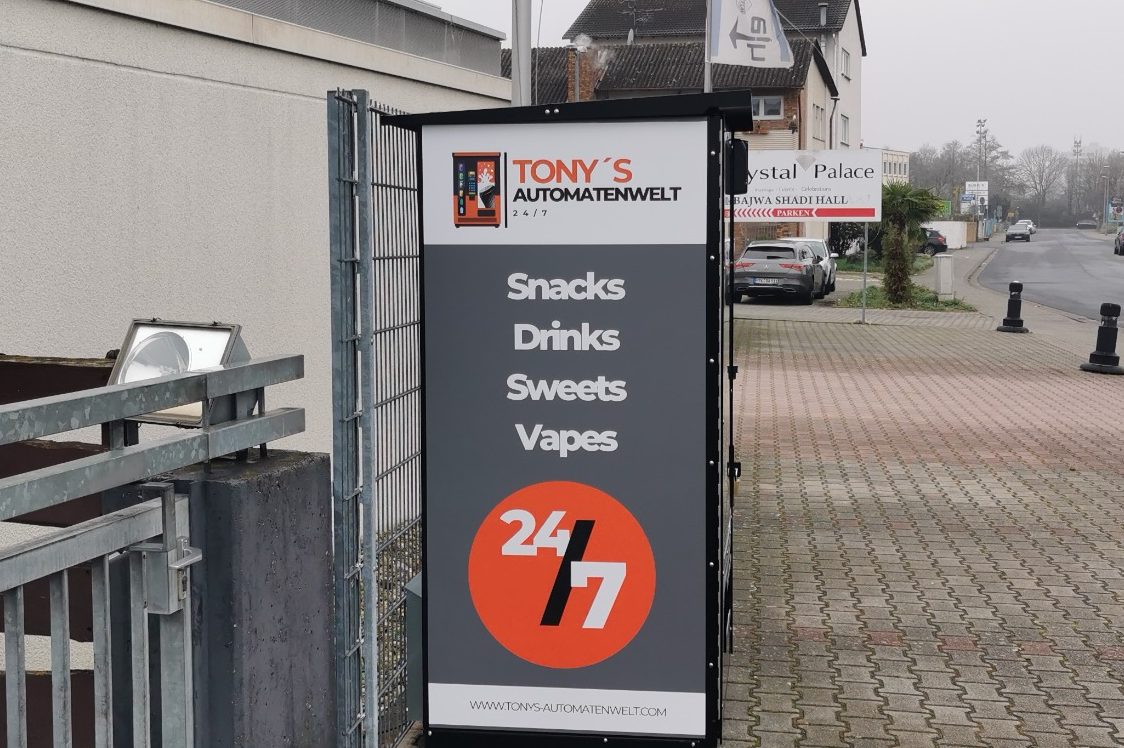 TONY´S
AUTOMATENWELT
24/7
Snacks
Drinks
Sweets
Vapes
24/7
WWW.TONYS-AUTOMATENWELT.COM
ystal Palace
BAJWA SHADI HALL
PARKEN